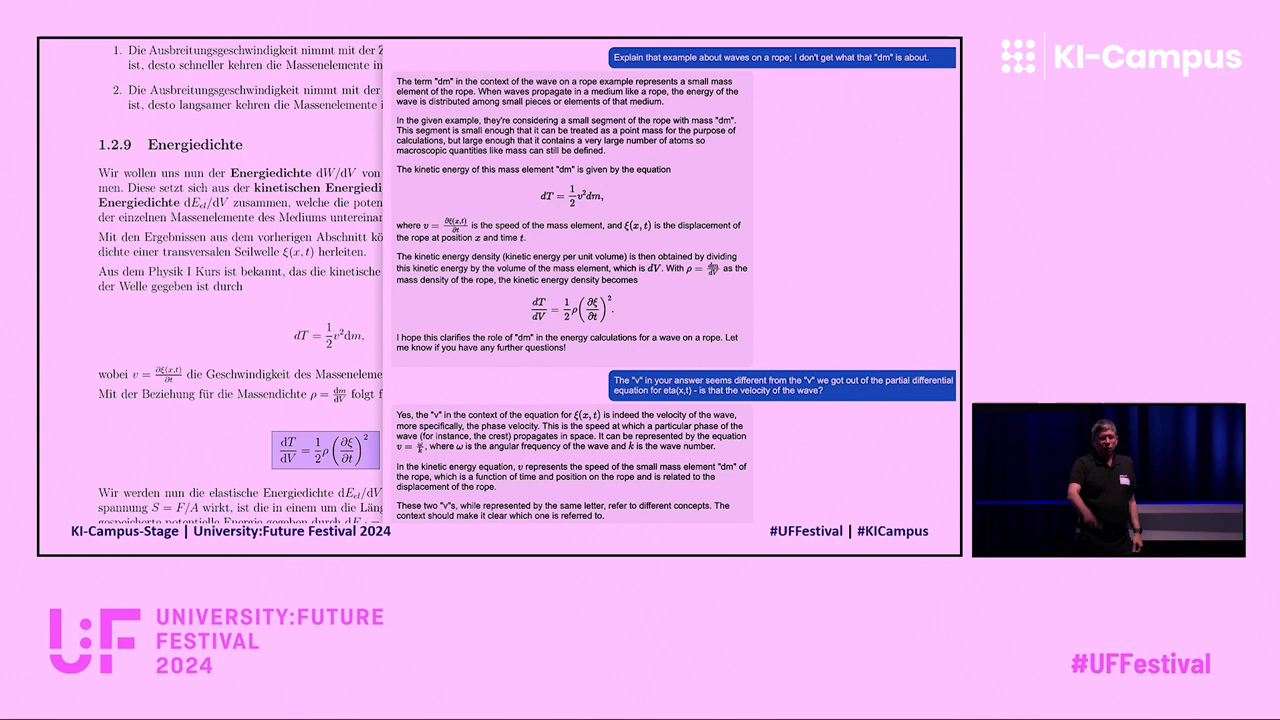 1. Die Ausbreitungsgeschwindigkeit nimmt mit der
ist, desto schneller kehren die Massenelemente
2. Die Ausbreitungsgeschwindigkeit nimmt mit der
ist, desto langsamer kehren die Massenelemente
1.2.9 Energiedichte
Wir wollen uns nun der Energiedichte dW/dV von
men. Diese setzt sich aus der kinetischen
Energiedichte dE_el/dV zusammen, welche die
der einzelnen Massenelemente des Mediums
Mit den Ergebnissen aus dem vorherigen Abschnitt
dichte einer transversalen Seilwelle ξ(x, t) herleiten.
Aus dem Physik I Kurs ist bekannt, das die kinetische
der Welle gegeben ist durch
dT = 1/2 v²dm,
wobei v = ∂ξ(x,t)/∂t die Geschwindigkeit des
Mit der Beziehung für die Massendichte ρ = dm/dV folgt
dT/dV = 1/2 ρ (∂ξ/∂t)²
Wir werden nun die elastische Energiedichte dE_el/dV
spannung S = F/A wirkt, ist die in einem um die
gespeicherte potentielle Energie gegeben durch
Explain that example about waves on a rope; I don't get what that "dm" is about.
The term "dm" in the context of the wave on a rope example represents a small mass
element of the rope. When waves propagate in a medium like a rope, the energy of the
wave is distributed among small pieces or elements of that medium.
In the given example, they're considering a small segment of the rope with mass "dm".
This segment is small enough that it can be treated as a point mass for the purpose of
calculations, but large enough that it contains a very large number of atoms so
macroscopic quantities like mass can still be defined.
The kinetic energy of this mass element "dm" is given by the equation
dT = 1/2 v²dm,
where v = ∂ξ(x,t)/∂t is the speed of the mass element, and ξ(x, t) is the displacement of
the rope at position x and time t.
The kinetic energy density (kinetic energy per unit volume) is then obtained by dividing
this kinetic energy by the volume of the mass element, which is dV. With ρ = dm/dV as the
mass density of the rope, the kinetic energy density becomes
dT/dV = 1/2 ρ (∂ξ/∂t)².
I hope this clarifies the role of "dm" in the energy calculations for a wave on a rope. Let
me know if you have any further questions!
The "v" in your answer seems different from the "v" we got out of the partial differential
equation for eta(x,t) - is that the velocity of the wave?
Yes, the "v" in the context of the equation for ξ(x, t) is indeed the velocity of the wave,
more specifically, the phase velocity. This is the speed at which a particular phase of the
wave (for instance, the crest) propagates in space. It can be represented by the equation
v = ω/k, where ω is the angular frequency of the wave and k is the wave number.
In the kinetic energy equation, v represents the speed of the small mass element "dm" of
the rope, which is a function of time and position on the rope and is related to the
displacement of the rope.
These two "v"s, while represented by the same letter, refer to different concepts. The
context should make it clear which one is referred to.
KI-Campus-Stage | University:Future Festival 2024
#UFFestival | #KICampus
KI-Campus
U:F
UNIVERSITY:FUTURE
FESTIVAL
2024
#UFFestival